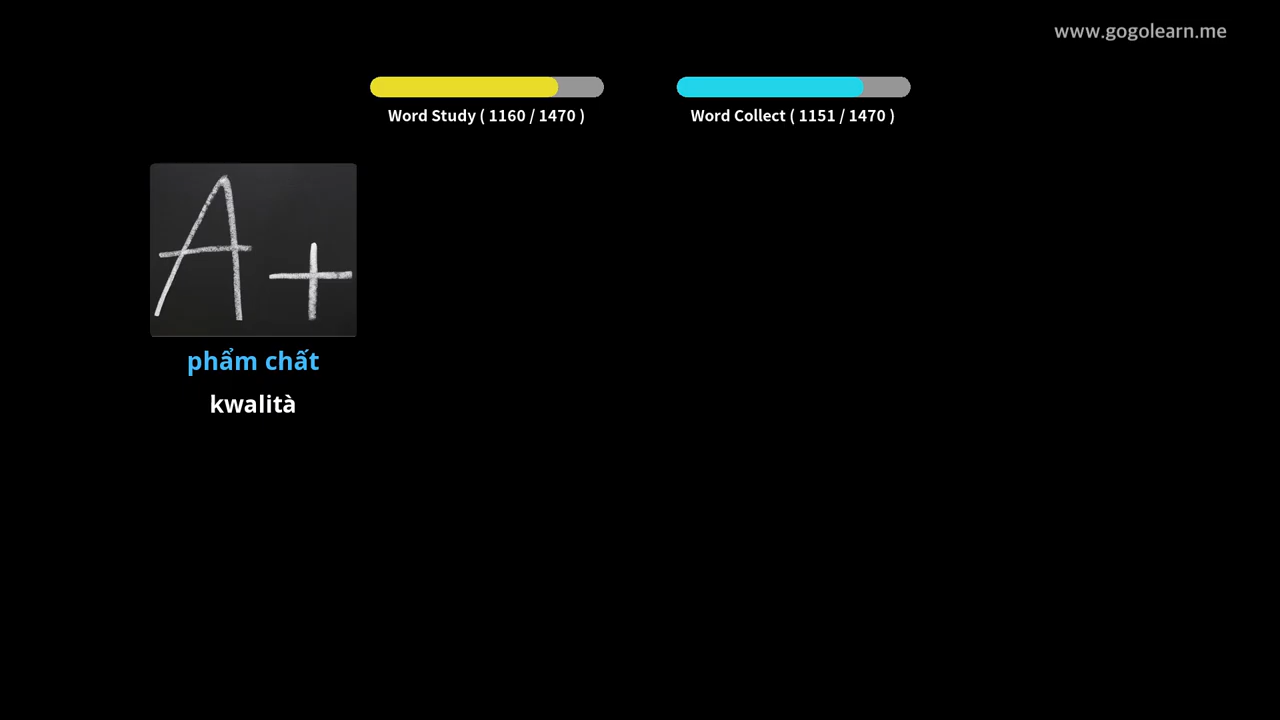 www.gogolearn.me
Word Study ( 1160 / 1470 )
Word Collect ( 1151 / 1470 )
A+
phẩm chất
kwalità